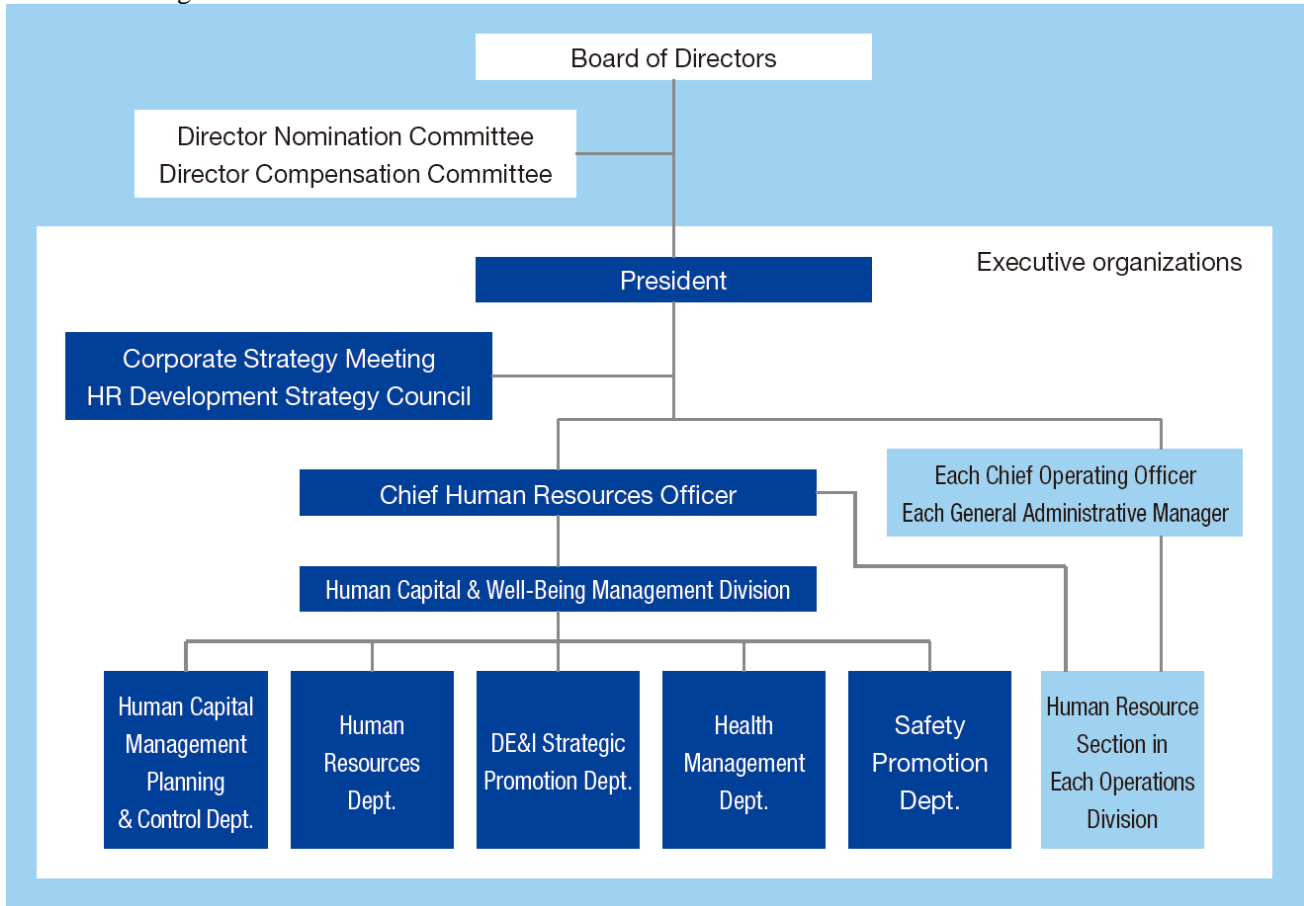 Board of Directors
Director Nomination Committee
Director Compensation Committee
Executive organizations
President
Corporate Strategy Meeting
HR Development Strategy Council
Each Chief Operating Officer
Each General Administrative Manager
Chief Human Resources Officer
Human Capital & Well-Being Management Division
Human Capital
Management
Planning
& Control Dept.
Human
Resources
Dept.
DE&I Strategic
Promotion Dept.
Health
Management
Dept.
Safety
Promotion
Dept.
Human Resource
Section in
Each Operations
Division